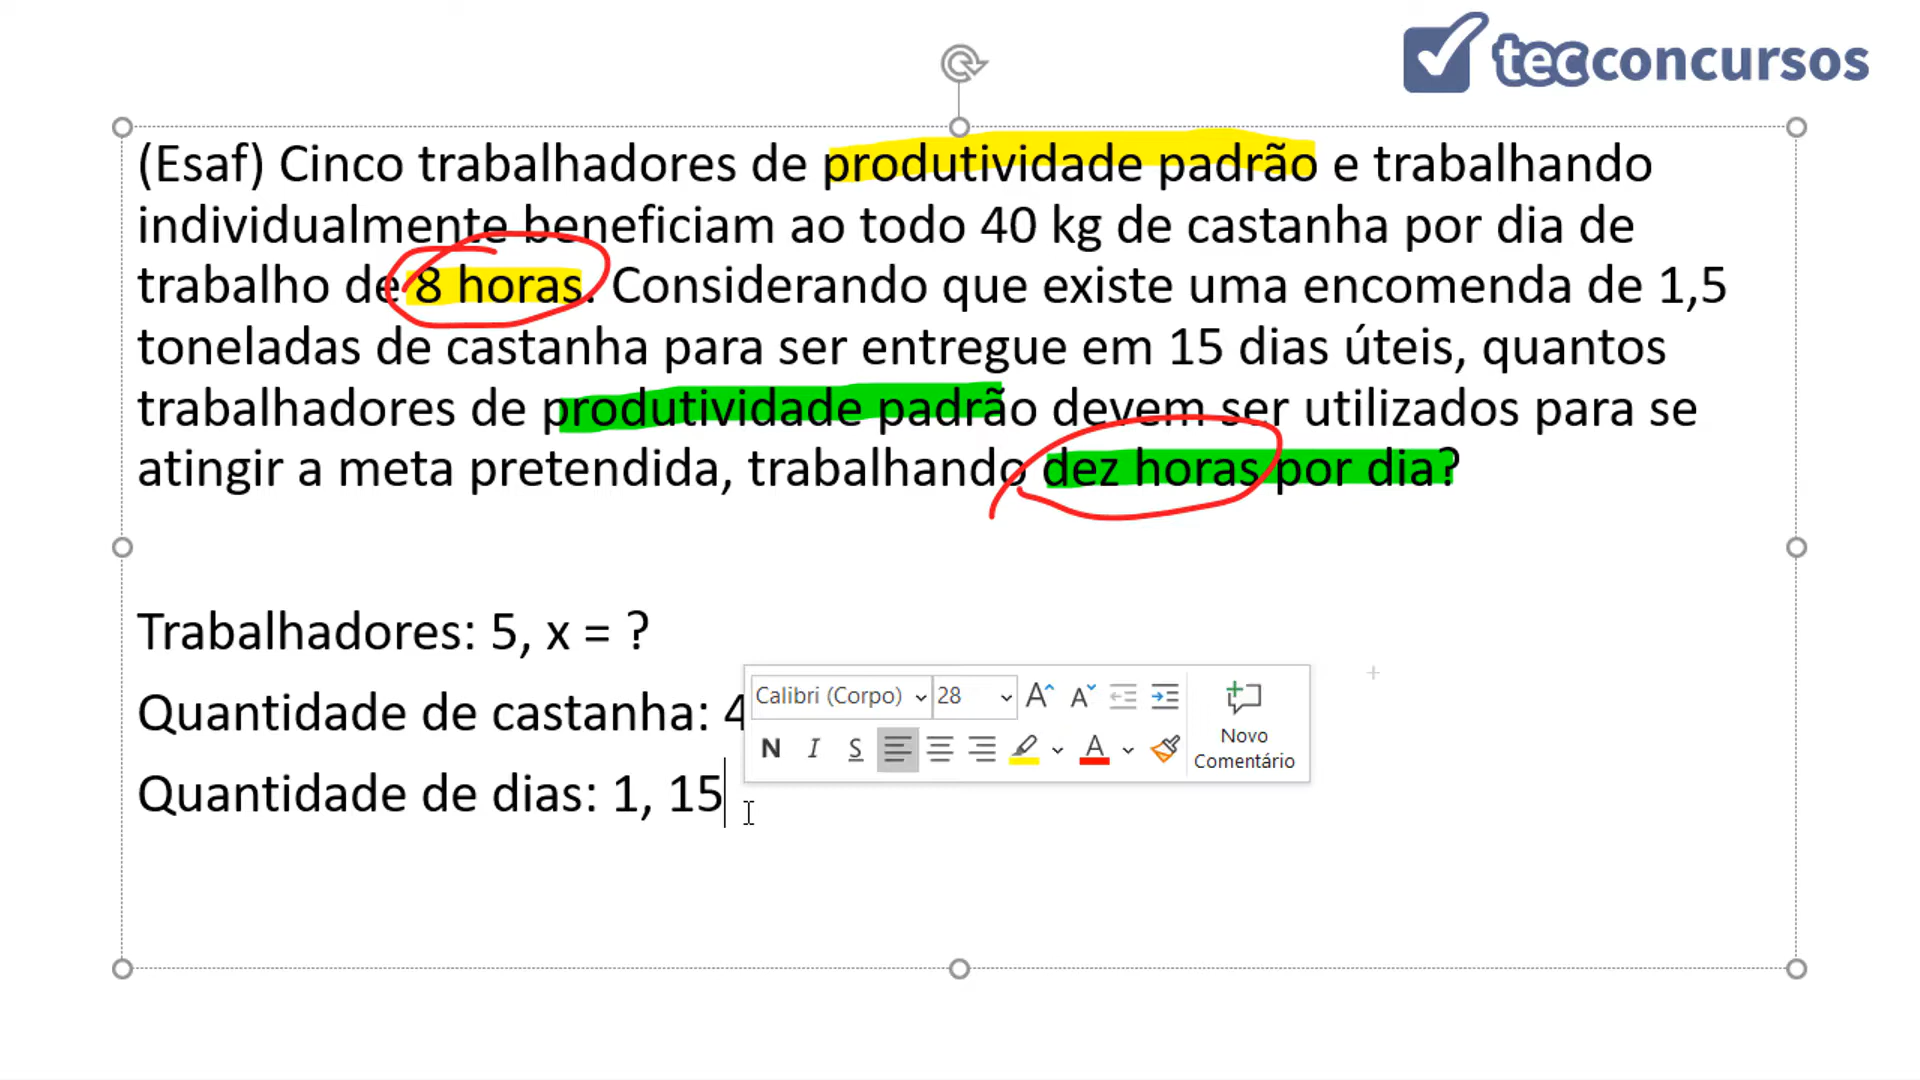 tecconcursos
(Esaf) Cinco trabalhadores de produtividade padrão e trabalhando
individualmente beneficiam ao todo 40 kg de castanha por dia de
trabalho de 8 horas. Considerando que existe uma encomenda de 1,5
toneladas de castanha para ser entregue em 15 dias úteis, quantos
trabalhadores de produtividade padrão devem ser utilizados para se
atingir a meta pretendida, trabalhando dez horas por dia?
Trabalhadores: 5, x = ?
Quantidade de castanha: 4
Calibri (Corpo) 28
N I S A
Novo
Comentário
Quantidade de dias: 1, 15